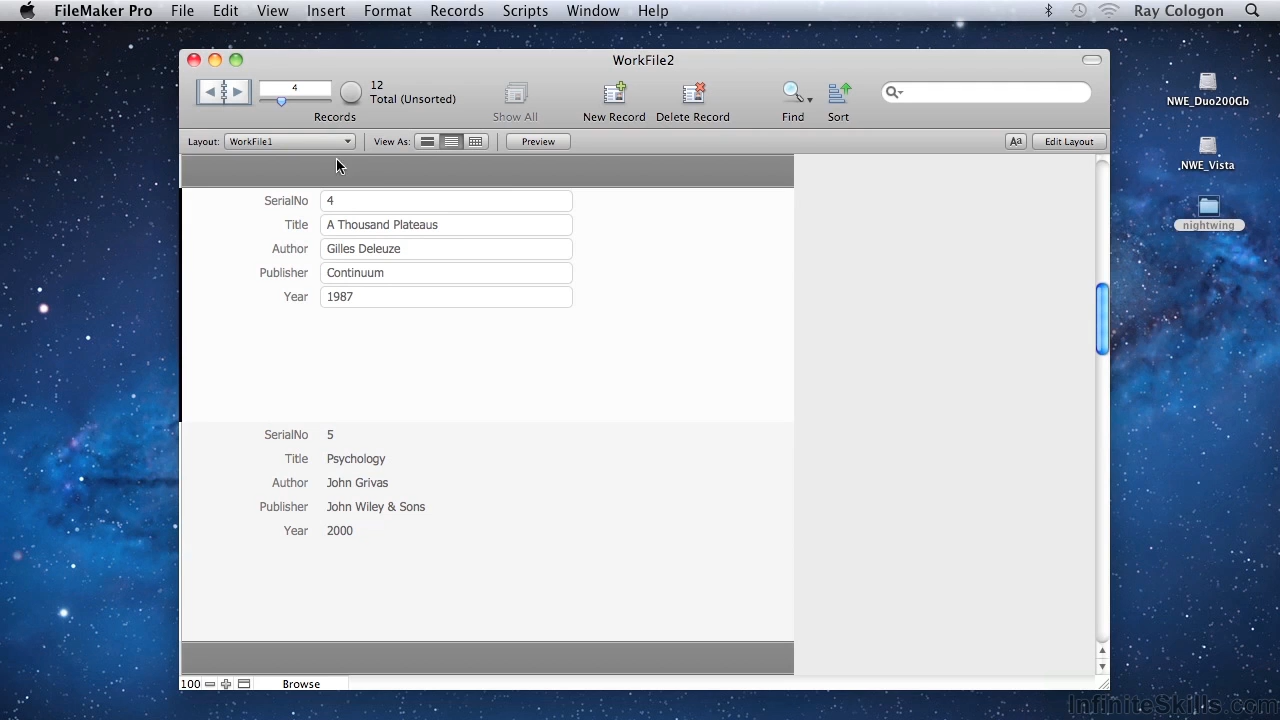 FileMaker Pro File Edit View Insert Format Records Scripts Window Help Ray Cologon
WorkFile2
4
12
Total (Unsorted)
Records Show All New Record Delete Record Find Sort
Layout: WorkFile1 View As: Preview Aa Edit Layout
SerialNo 4
Title A Thousand Plateaus
Author Gilles Deleuze
Publisher Continuum
Year 1987
SerialNo 5
Title Psychology
Author John Grivas
Publisher John Wiley & Sons
Year 2000
100 Browse
NWE_Duo200Gb
NWE_Vista
nightwing
InfiniteSkills.com